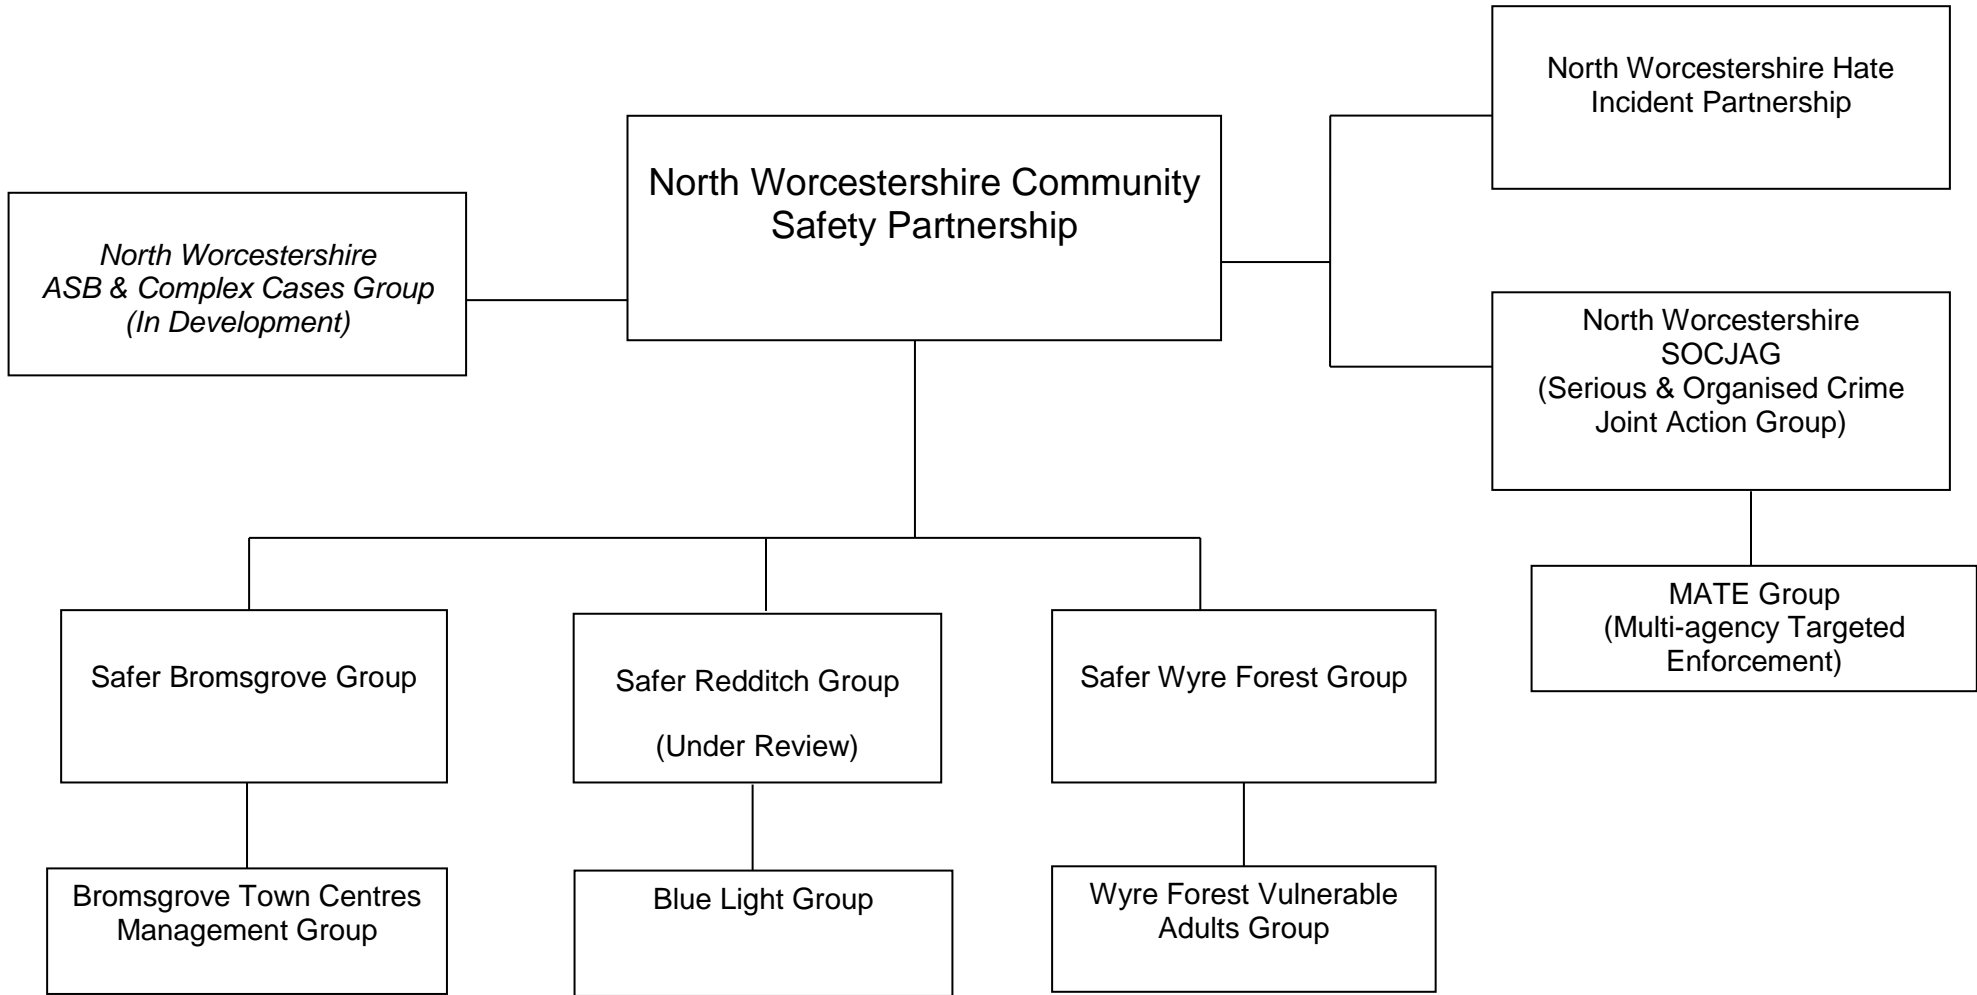 North Worcestershire Hate
Incident Partnership
North Worcestershire Community
Safety Partnership
North Worcestershire
ASB & Complex Cases Group
(In Development)
North Worcestershire
SOCJAG
(Serious & Organised Crime
Joint Action Group)
MATE Group
(Multi-agency Targeted
Enforcement)
Safer Bromsgrove Group
Safer Redditch Group
(Under Review)
Safer Wyre Forest Group
Bromsgrove Town Centres
Management Group
Blue Light Group
Wyre Forest Vulnerable
Adults Group